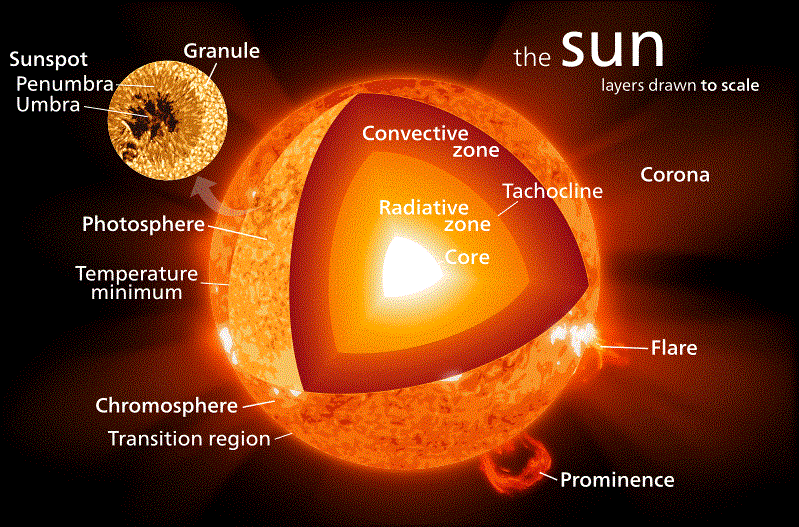 the sun
layers drawn to scale
Sunspot
Penumbra
Umbra
Granule
Convective
zone
Corona
Tachocline
Radiative
zone
Photosphere
Core
Temperature
minimum
Flare
Chromosphere
Transition region
Prominence